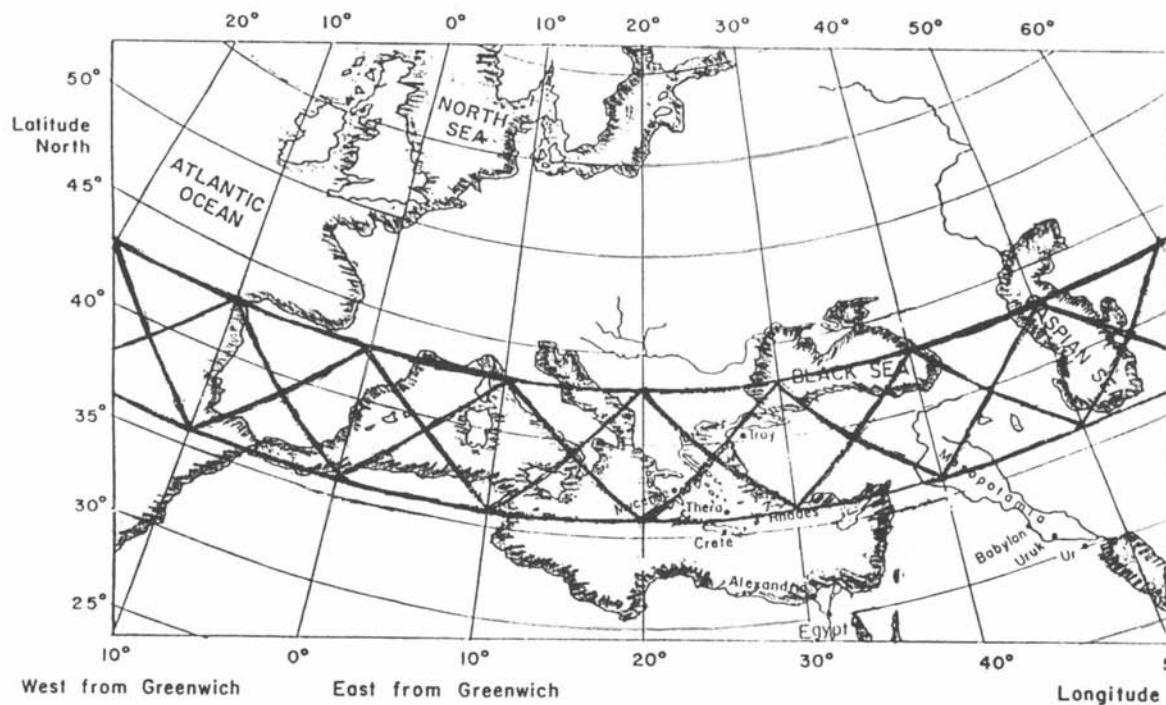 20° 10° 0° 10° 20° 30° 40° 50° 60°
50°
Latitude
North
NORTH
SEA
45°
ATLANTIC
OCEAN
40°
BLACK SEA
SPIAN
35°
Troy
Mesopotamia
30°
Thera
Rhodes
Crete
Babylon
Uruk
Ur
Alexandria
25°
Egypt
10° 0° 10° 20° 30° 40°
West from Greenwich East from Greenwich Longitude